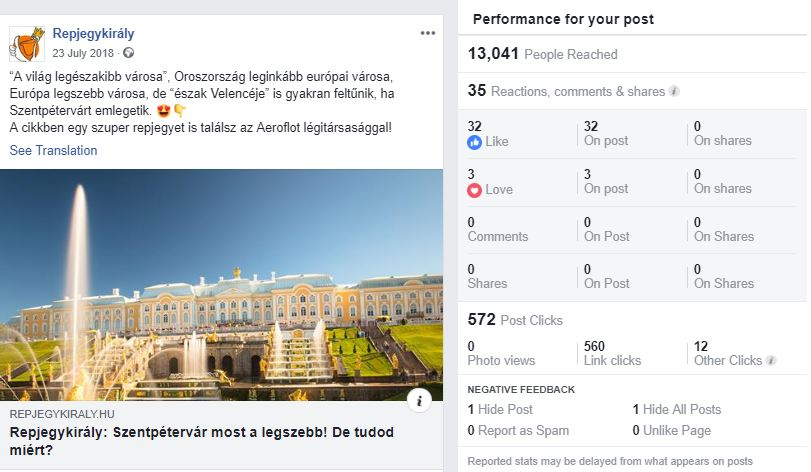 Repjegykirály
23 July 2018
“A világ legészakibb városa”, Oroszország leginkább európai városa,
Európa legszebb városa, de “észak Velencéje” is gyakran feltűnik, ha
Szentpétervárt emlegetik. 😍👇
A cikkben egy szuper repjegyet is találsz az Aeroflot légitársasággal!
See Translation
REPJEGYKIRALY.HU
Repjegykirály: Szentpétervár most a legszebb! De tudod
miért?
Performance for your post
13,041 People Reached
35 Reactions, comments & shares
32 32 0
Like On post On shares
3 3 0
Love On post On shares
0 0 0
Comments On Post On Shares
0 0 0
Shares On Post On Shares
572 Post Clicks
0 560 12
Photo views Link clicks Other Clicks
NEGATIVE FEEDBACK
1 Hide Post 1 Hide All Posts
0 Report as Spam 0 Unlike Page
Reported stats may be delayed from what appears on posts